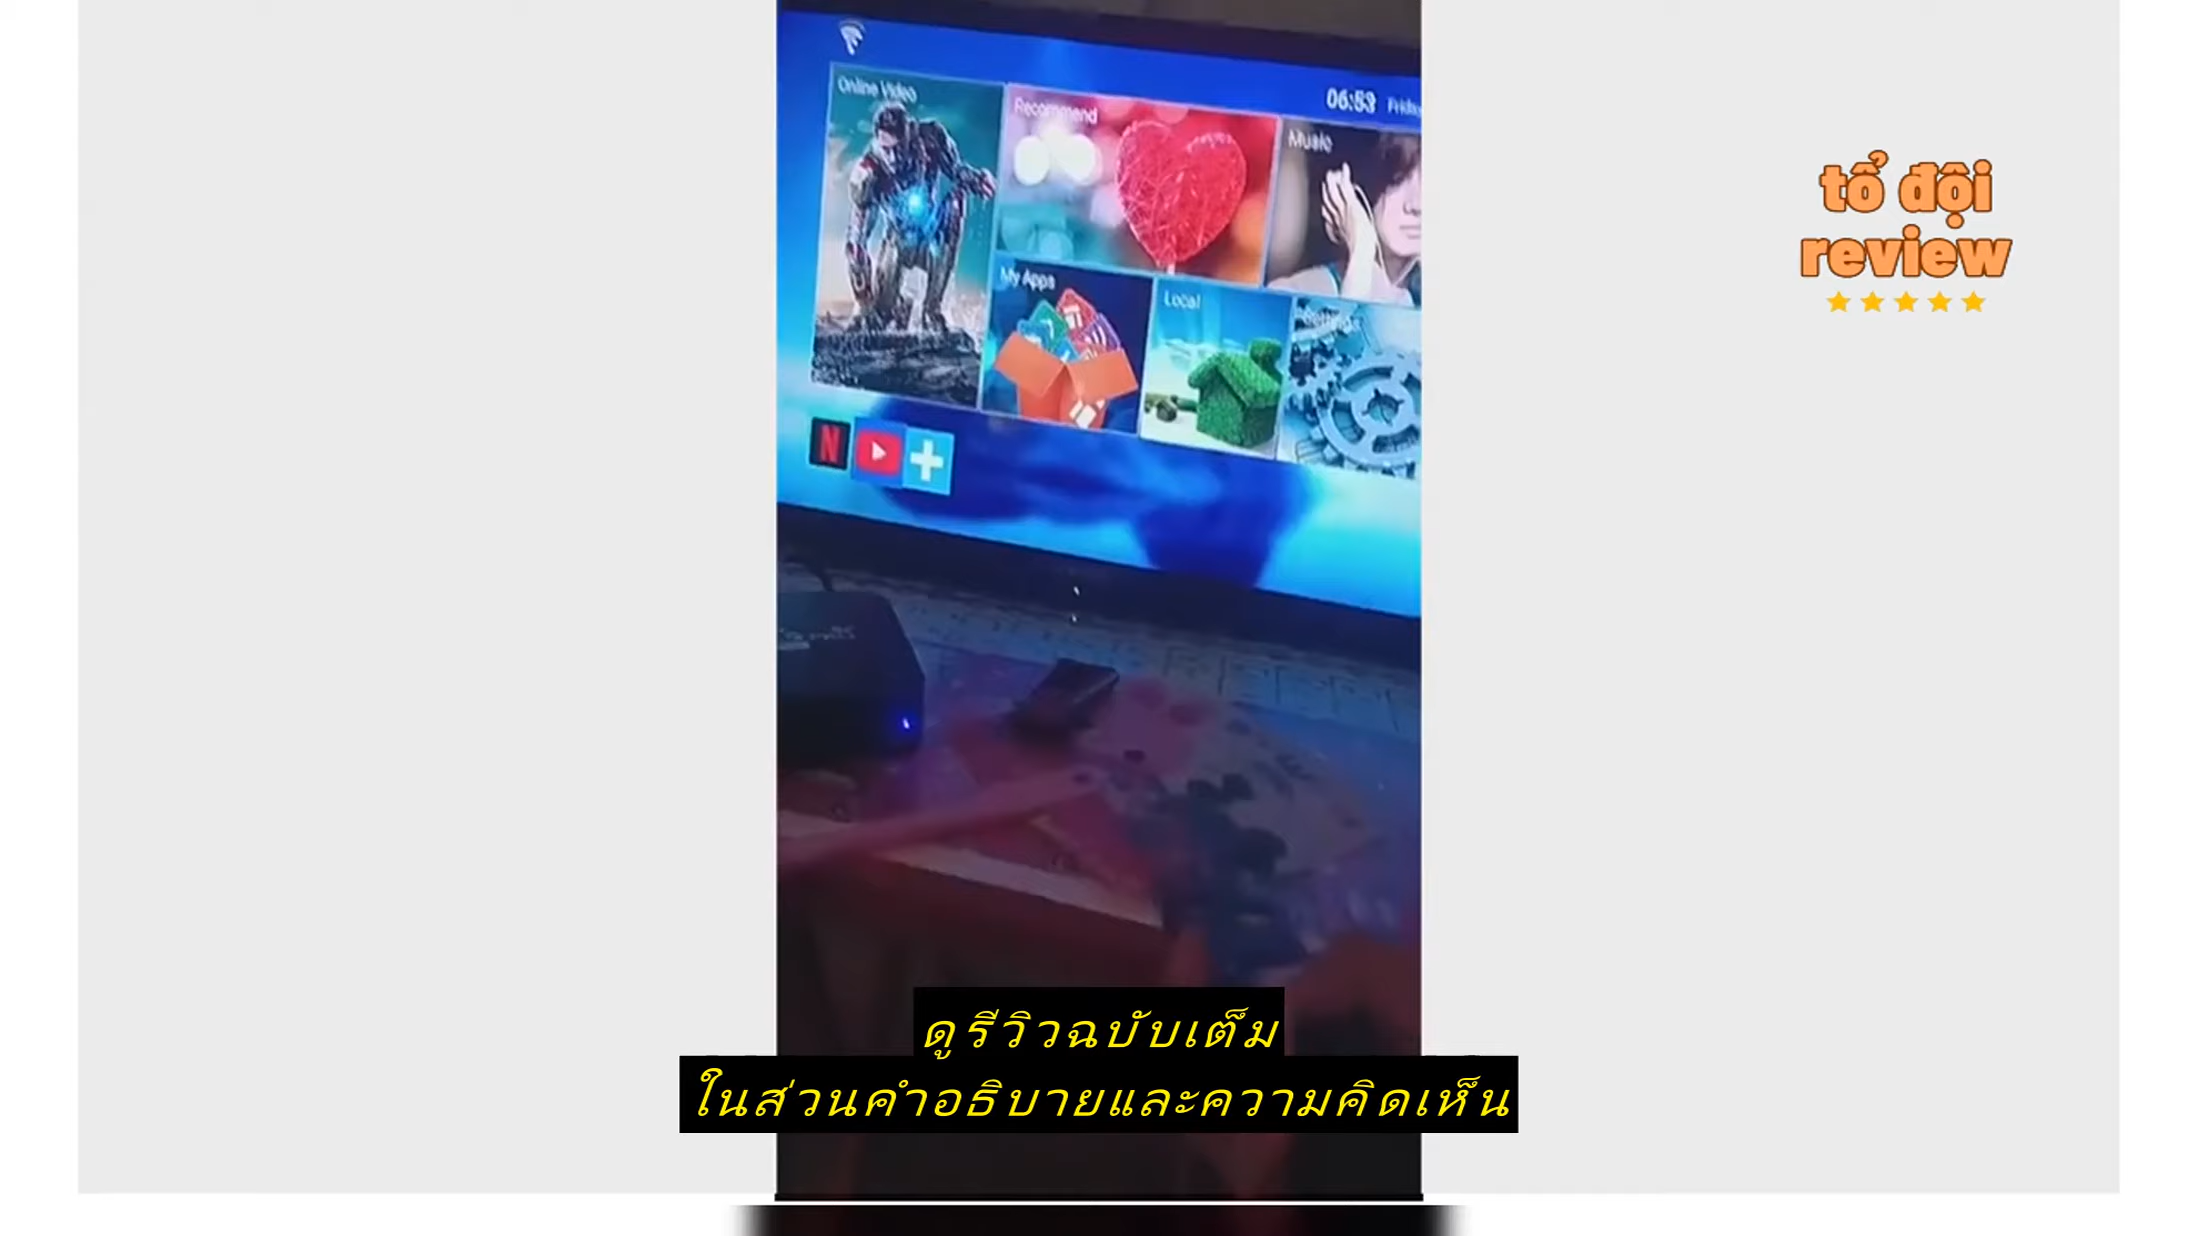 Online Video
Recommend
06:53
Music
My Apps
Local
Settings
N
tổ đội
review
ดูรีวิวฉบับเต็ม
ในส่วนคำอธิบายและความคิดเห็น